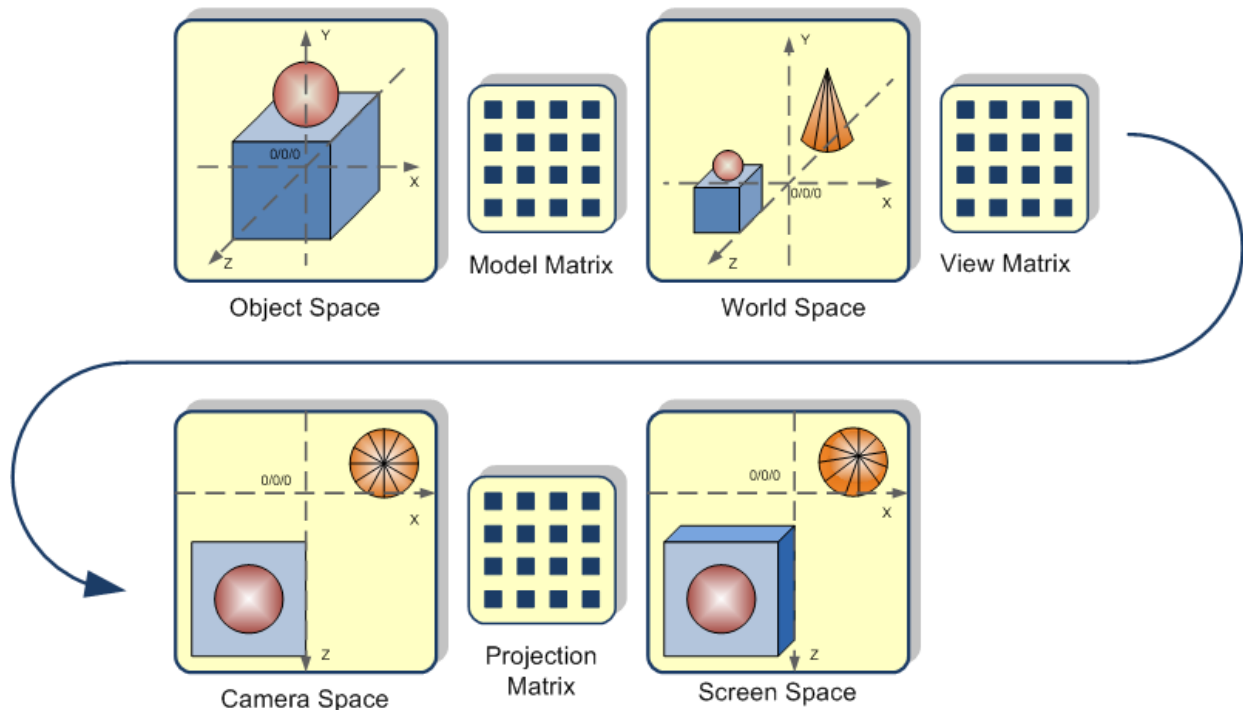 Y
0/0/0
X
Z
Object Space
Model Matrix
Y
0/0/0
X
Z
World Space
View Matrix
0/0/0
X
Z
Camera Space
Projection
Matrix
0/0/0
X
Z
Screen Space